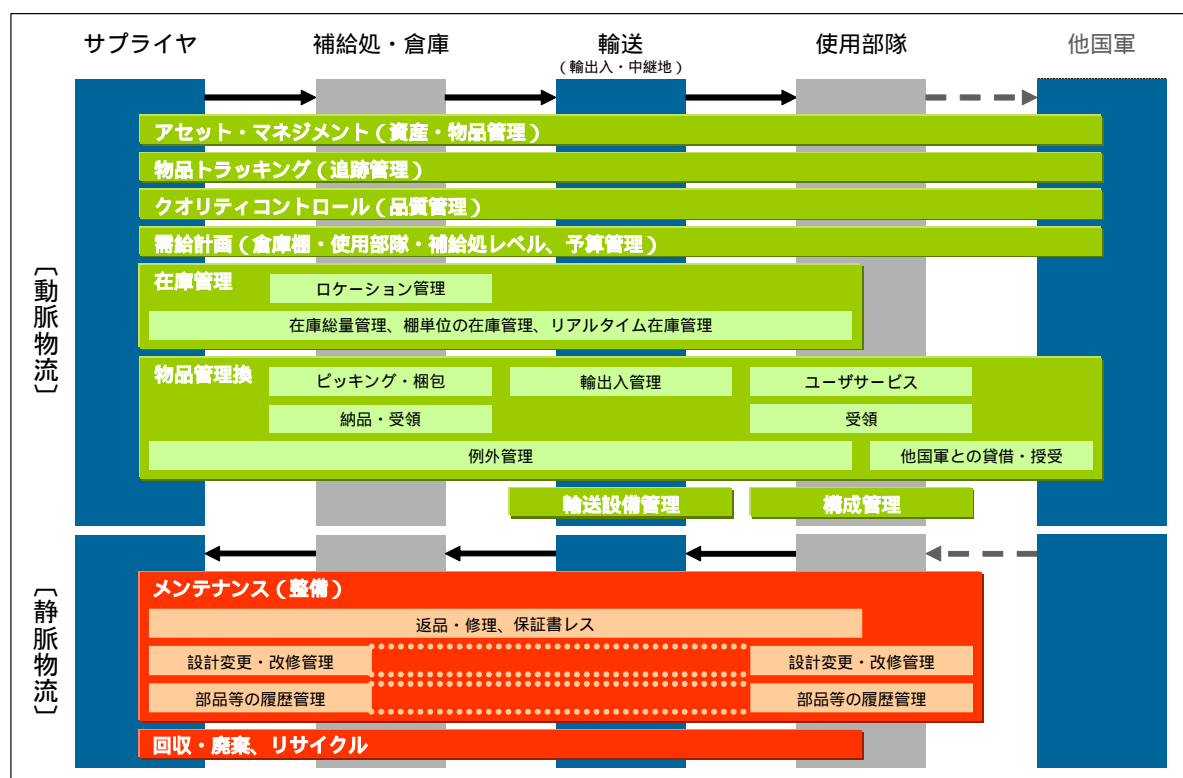 サプライヤ
補給処・倉庫
輸送
（輸出入・中継地）
使用部隊
他国軍
〔動脈物流〕
アセット・マネジメント（資産・物品管理）
物品トラッキング（追跡管理）
クオリティコントロール（品質管理）
需給計画（倉庫棚・使用部隊・補給処レベル、予算管理）
在庫管理
ロケーション管理
在庫総量管理、棚単位の在庫管理、リアルタイム在庫管理
物品管理換
ピッキング・梱包
輸出入管理
ユーザサービス
納品・受領
受領
例外管理
他国軍との貸借・授受
輸送設備管理
構成管理
〔静脈物流〕
メンテナンス（整備）
返品・修理、保証書レス
設計変更・改修管理
設計変更・改修管理
部品等の履歴管理
部品等の履歴管理
回収・廃棄、リサイクル